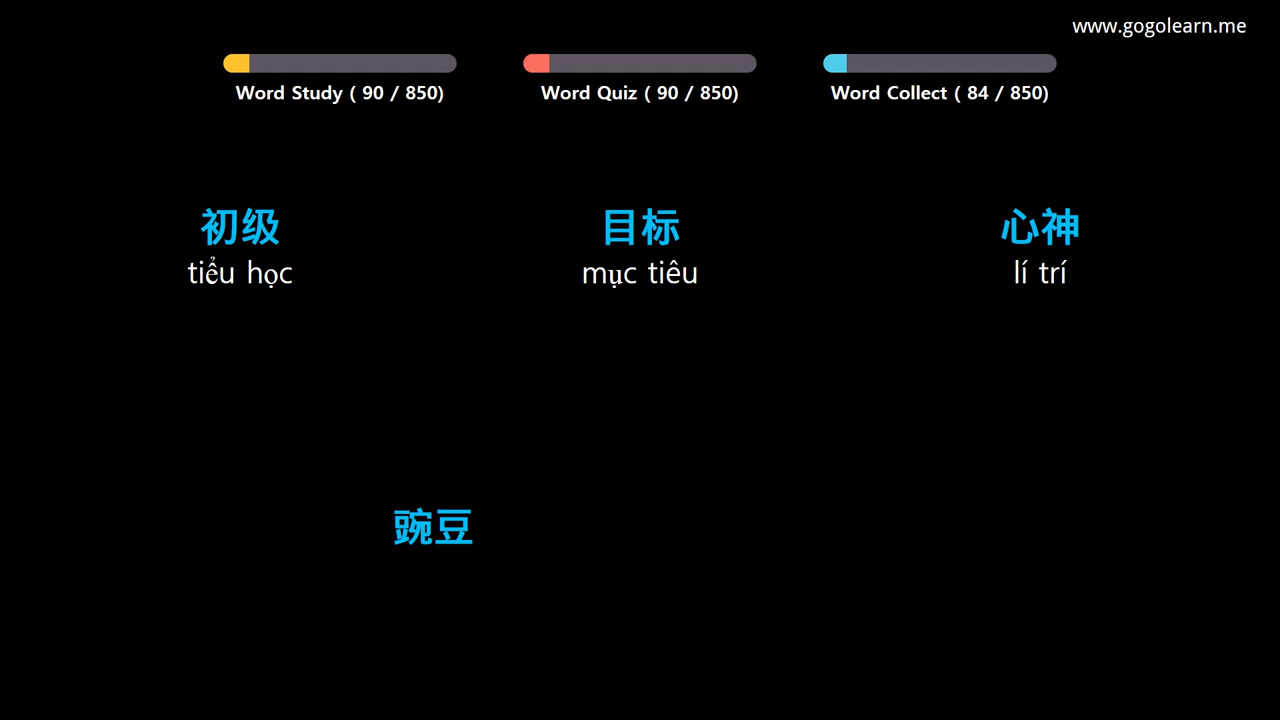 www.gogolearn.me
Word Study ( 90 / 850)
Word Quiz ( 90 / 850)
Word Collect ( 84 / 850)
初级
tiểu học
目标
mục tiêu
心神
lí trí
豌豆